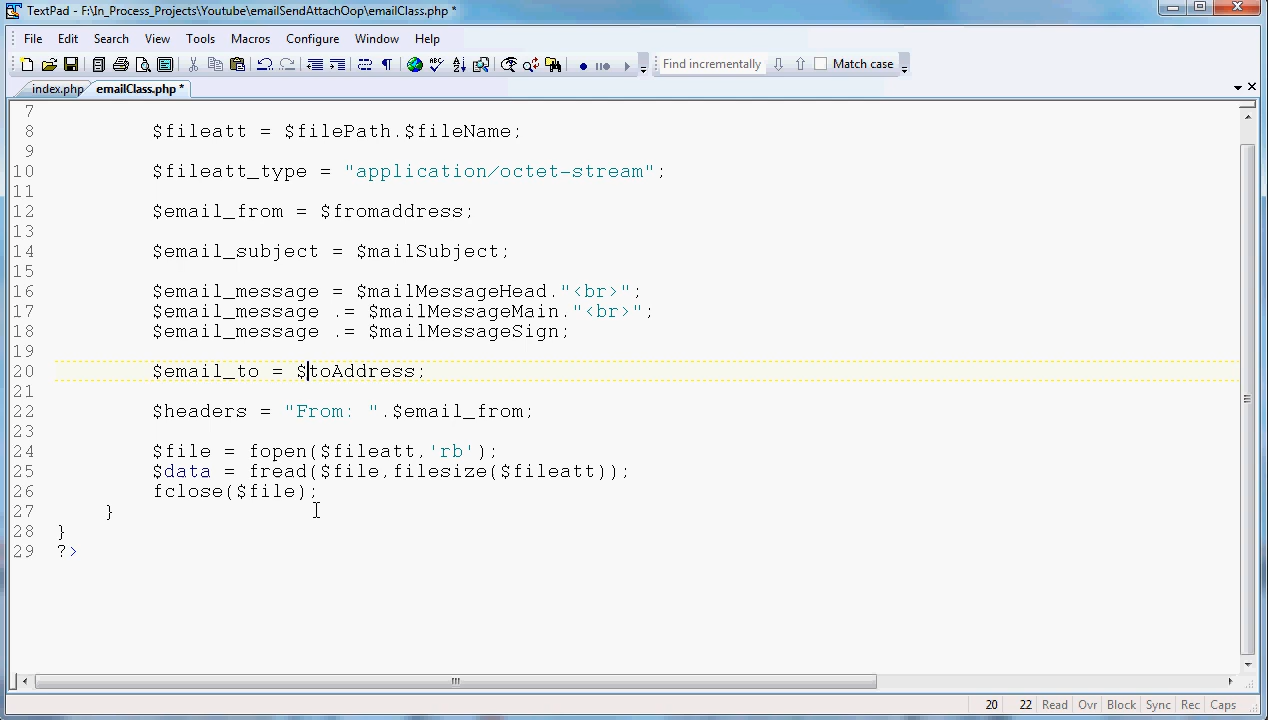 TextPad - F:\In_Process_Projects\Youtube\emailSendAttachOop\emailClass.php *
File Edit Search View Tools Macros Configure Window Help
Find incrementally Match case
index.php emailClass.php *
7
8 $fileatt = $filePath.$fileName;
9
10 $fileatt_type = "application/octet-stream";
11
12 $email_from = $fromaddress;
13
14 $email_subject = $mailSubject;
15
16 $email_message = $mailMessageHead."<br>";
17 $email_message .= $mailMessageMain."<br>";
18 $email_message .= $mailMessageSign;
19
20 $email_to = $toAddress;
21
22 $headers = "From: ".$email_from;
23
24 $file = fopen($fileatt,'rb');
25 $data = fread($file,filesize($fileatt));
26 fclose($file);
27 }
28 }
29 ?>
20 22 Read Ovr Block Sync Rec Caps